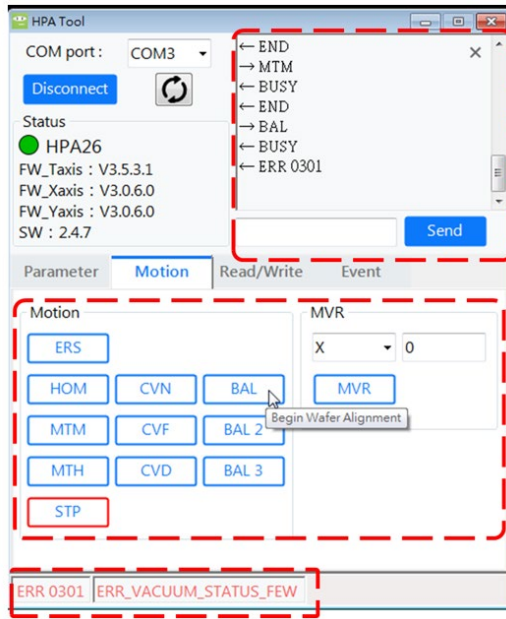 HPA Tool
COM port : COM3
Disconnect
Status
HPA26
FW_Taxis : V3.5.3.1
FW_Xaxis : V3.0.6.0
FW_Yaxis : V3.0.6.0
SW : 2.4.7
← END
→ MTM
← BUSY
← END
→ BAL
← BUSY
← ERR 0301
Send
Parameter Motion Read/Write Event
Motion
ERS
HOM CVN BAL
MTM CVF BAL 2
MTH CVD BAL 3
STP
MVR
X 0
MVR
Begin Wafer Alignment
ERR 0301 ERR_VACUUM_STATUS_FEW